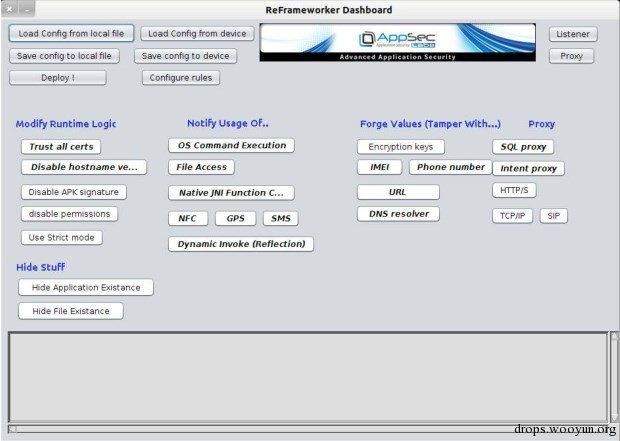 ReFrameworker Dashboard
Load Config from local file
Load Config from device
Save config to local file
Save config to device
Deploy !
Configure rules
AppSec
Labs
Advanced Application Security
Listener
Proxy
Modify Runtime Logic
Trust all certs
Disable hostname ve...
Disable APK signature
disable permissions
Use Strict mode
Notify Usage Of..
OS Command Execution
File Access
Native JNI Function C...
NFC GPS SMS
Dynamic Invoke (Reflection)
Forge Values (Tamper With...)
Encryption keys
IMEI Phone number
URL
DNS resolver
Proxy
SQL proxy
Intent proxy
HTTP/S
TCP/IP SIP
Hide Stuff
Hide Application Existance
Hide File Existance
drops.wooyun.org